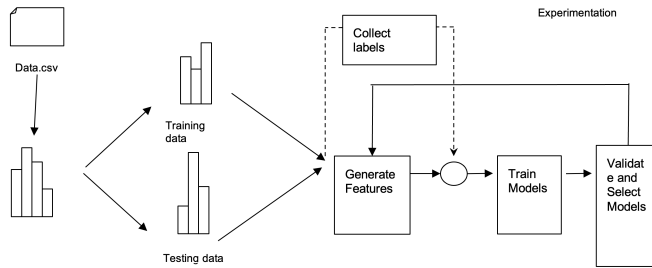 Experimentation
Collect
labels
Data.csv
Training
data
Generate
Features
Train
Models
Validat
e and
Select
Models
Testing data